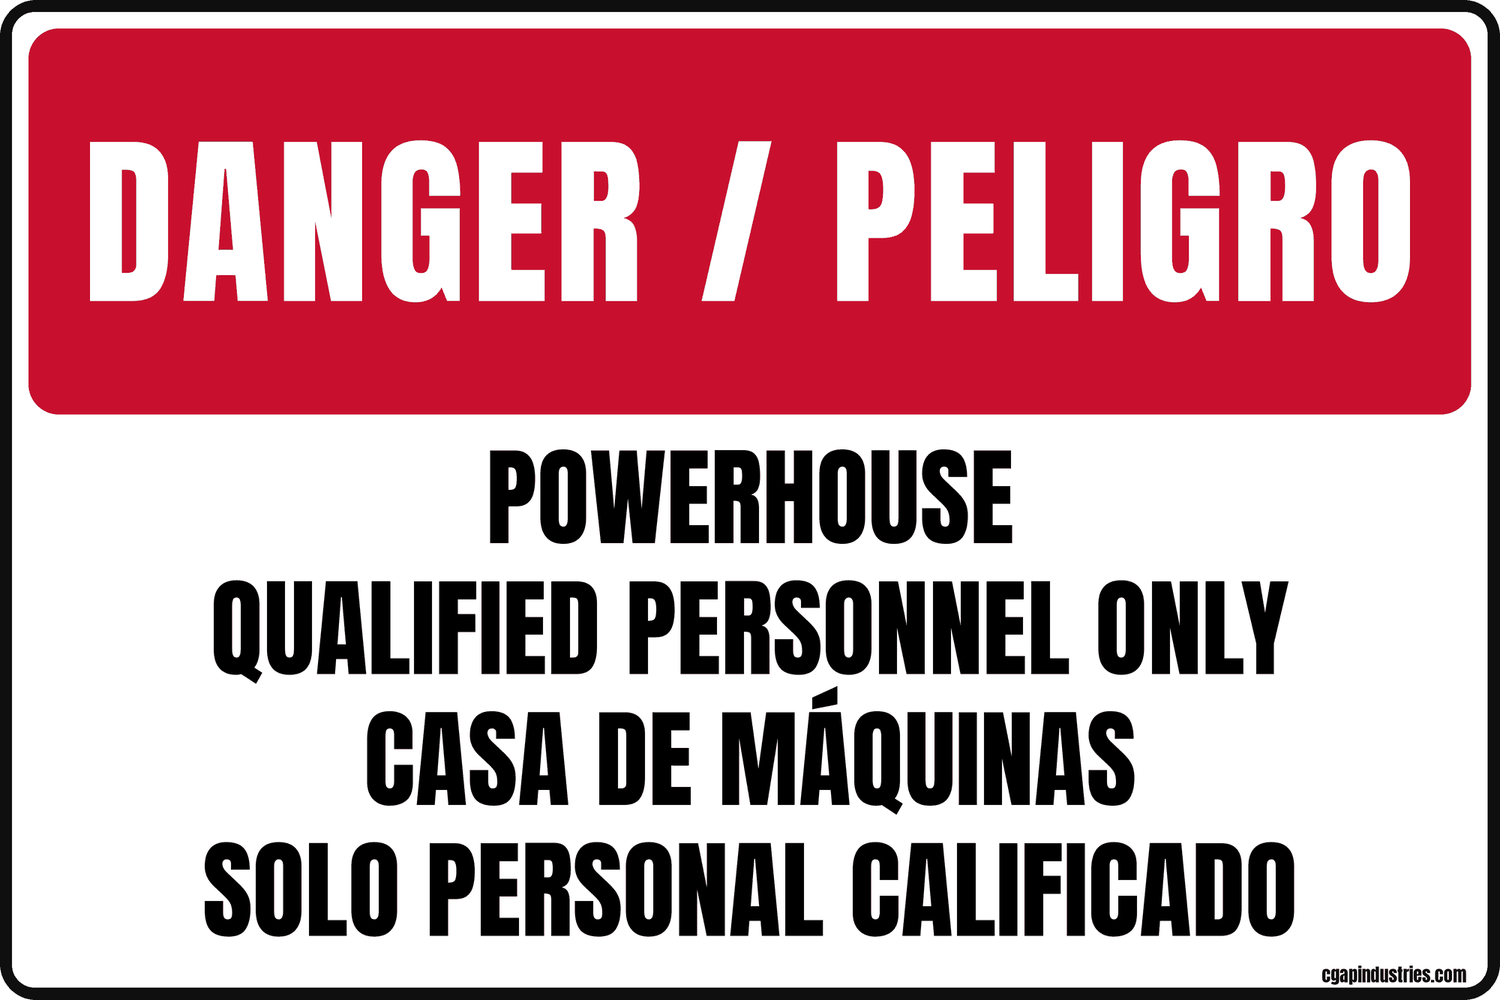 DANGER / PELIGRO
POWERHOUSE
QUALIFIED PERSONNEL ONLY
CASA DE MÁQUINAS
SOLO PERSONAL CALIFICADO
cgapindustries.com